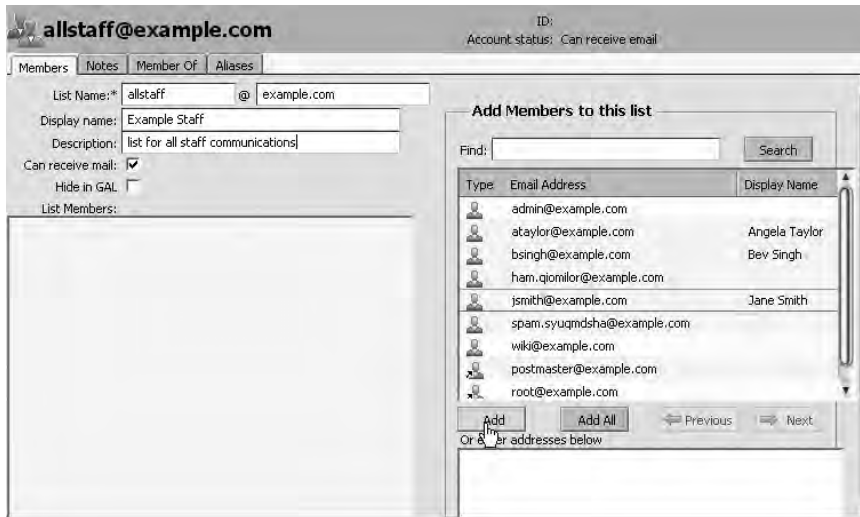 allstaff@example.com
ID:
Account status: Can receive email
Members Notes Member Of Aliases
List Name:* allstaff @ example.com
Display name: Example Staff
Description: list for all staff communications
Can receive mail:
Hide in GAL
List Members:
Add Members to this list
Find: Search
Type Email Address Display Name
admin@example.com
ataylor@example.com Angela Taylor
bsingh@example.com Bev Singh
ham.qiomilor@example.com
jsmith@example.com Jane Smith
spam.syuqmdsha@example.com
wiki@example.com
postmaster@example.com
root@example.com
Add Add All Previous Next
Or enter addresses below